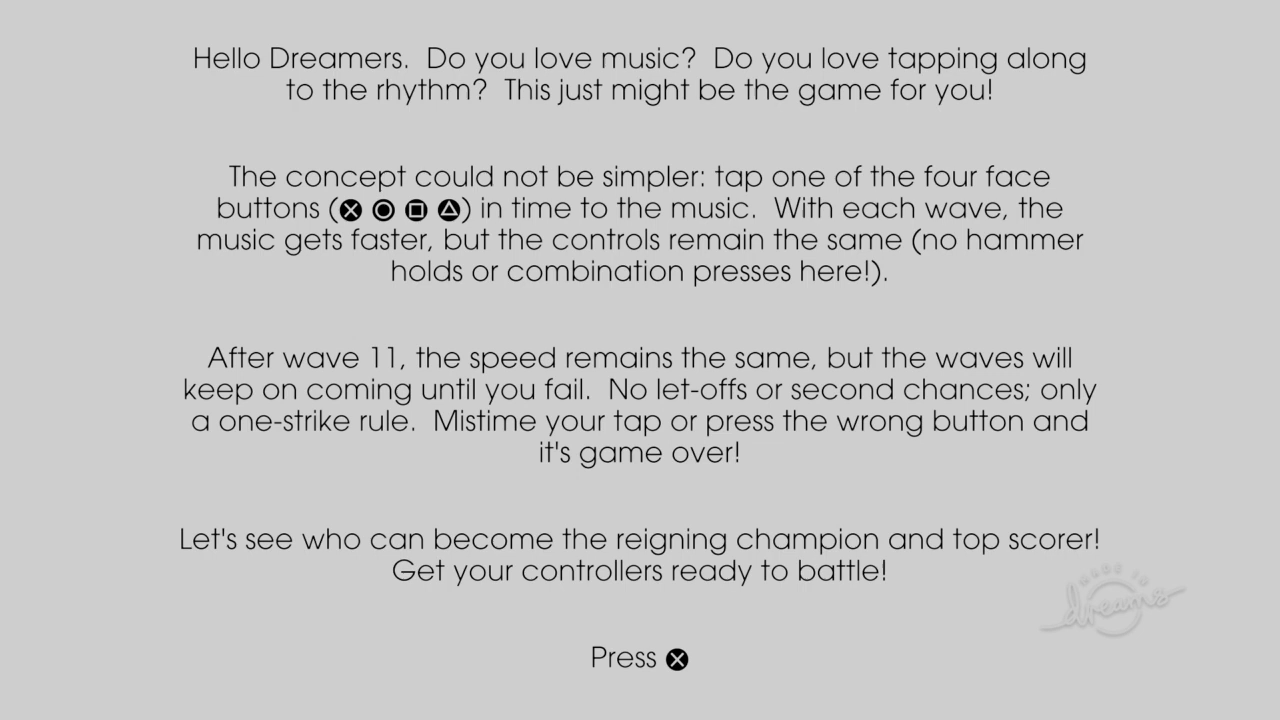 Hello Dreamers.  Do you love music?  Do you love tapping along
to the rhythm?  This just might be the game for you!
The concept could not be simpler: tap one of the four face
buttons (Ⓧ ◉ ▣ △) in time to the music.  With each wave, the
music gets faster, but the controls remain the same (no hammer
holds or combination presses here!).
After wave 11, the speed remains the same, but the waves will
keep on coming until you fail.  No let-offs or second chances; only
a one-strike rule.  Mistime your tap or press the wrong button and
it's game over!
Let's see who can become the reigning champion and top scorer!
Get your controllers ready to battle!
MADE IN
dreams
Press Ⓧ